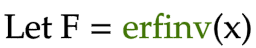 Let F = erfinv(x)